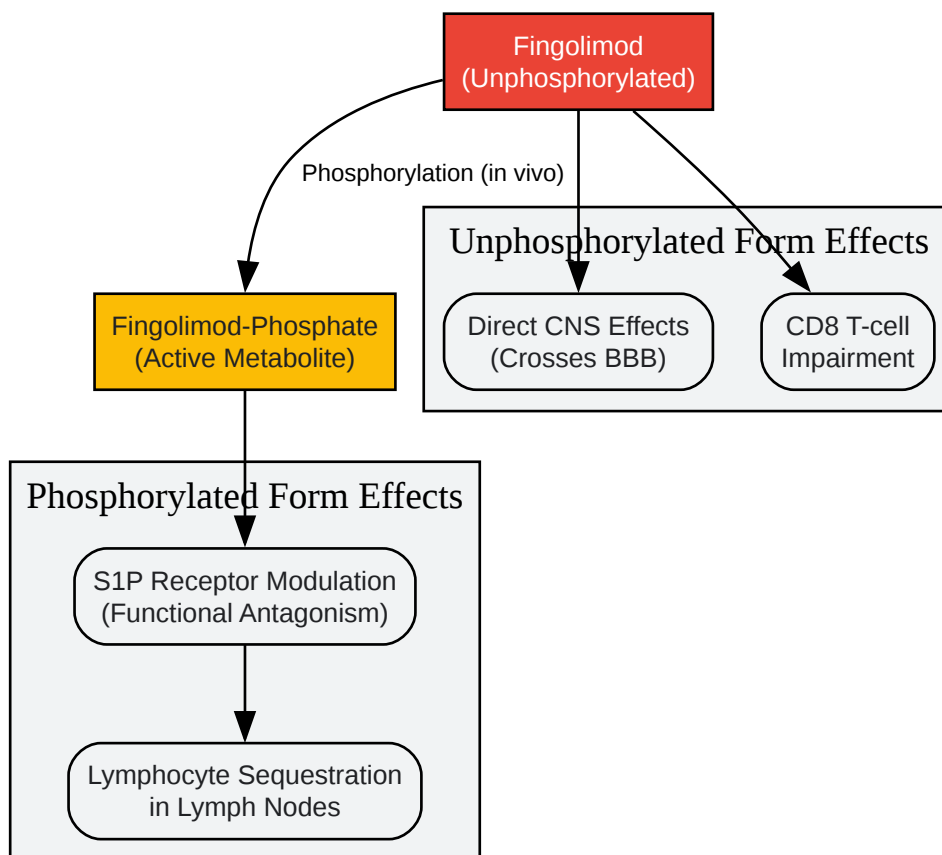 Fingolimod
(Unphosphorylated)
Phosphorylation (in vivo)
Unphosphorylated Form Effects
Fingolimod-Phosphate
(Active Metabolite)
Direct CNS Effects
(Crosses BBB)
CD8 T-cell
Impairment
Phosphorylated Form Effects
S1P Receptor Modulation
(Functional Antagonism)
Lymphocyte Sequestration
in Lymph Nodes